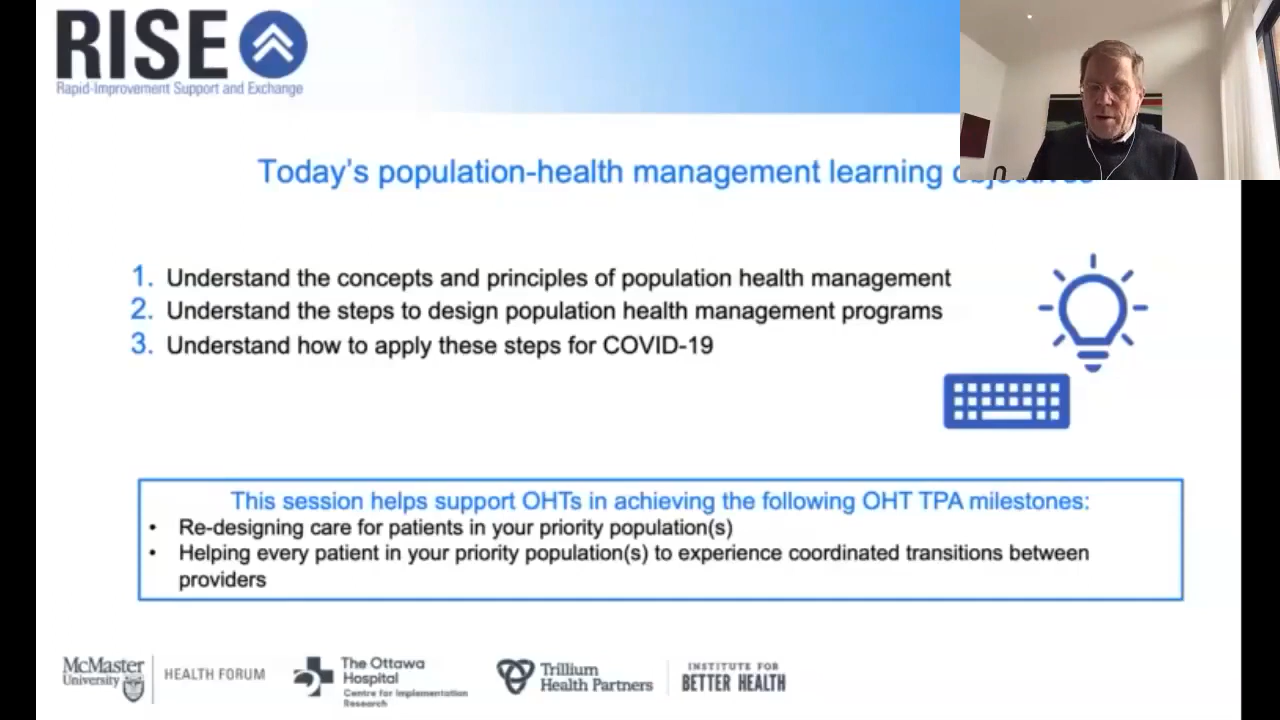 RISE
Rapid-Improvement Support and Exchange
Today's population-health management learning objectives
1. Understand the concepts and principles of population health management
2. Understand the steps to design population health management programs
3. Understand how to apply these steps for COVID-19
This session helps support OHTs in achieving the following OHT TPA milestones:
• Re-designing care for patients in your priority population(s)
• Helping every patient in your priority population(s) to experience coordinated transitions between
providers
McMaster
University
HEALTH FORUM
The Ottawa
Hospital
Centre for Implementation
Research
Trillium
Health Partners
INSTITUTE FOR
BETTER HEALTH